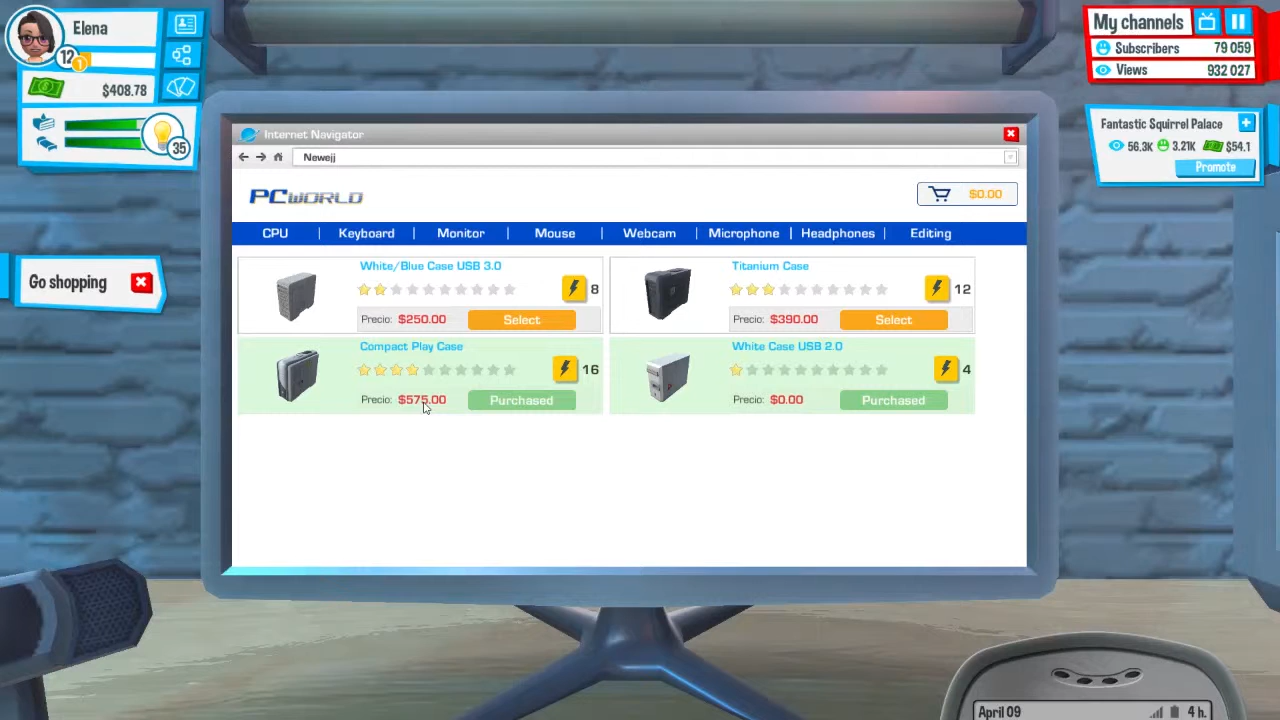 Elena
12
1
$408.78
35
My channels
Subscribers 79 059
Views 932 027
Fantastic Squirrel Palace +
56.3K 3.21K $54.1
Promote
Go shopping
Internet Navigator
Newejj
PCWORLD
$0.00
CPU | Keyboard | Monitor | Mouse | Webcam | Microphone | Headphones | Editing
White/Blue Case USB 3.0
8
Precio: $250.00 Select
Titanium Case
12
Precio: $390.00 Select
Compact Play Case
16
Precio: $575.00 Purchased
White Case USB 2.0
4
Precio: $0.00 Purchased
April 09 4 h.